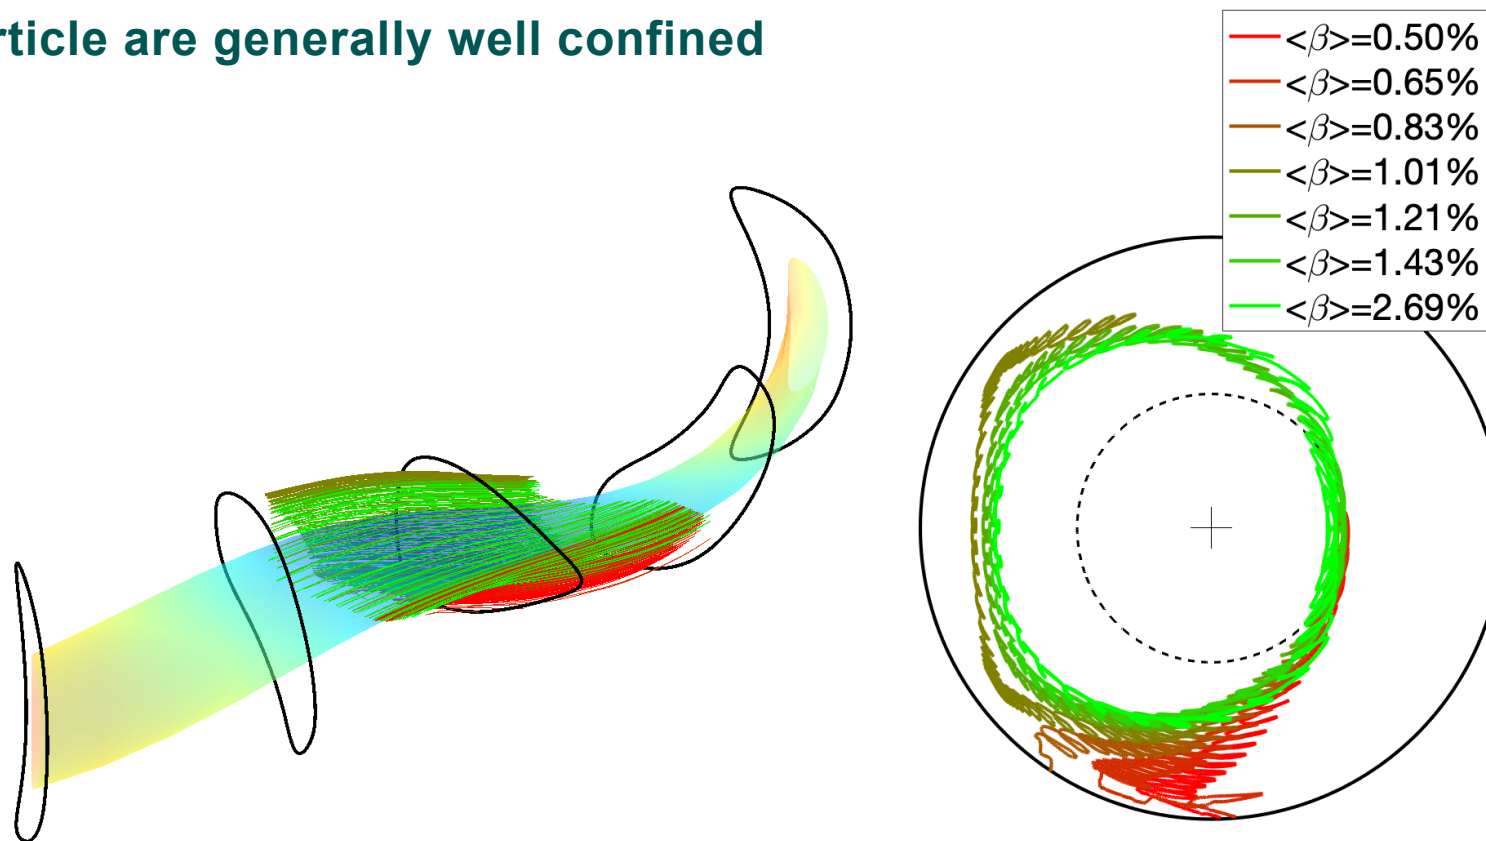 rticle are generally well confined
<β>=0.50%
<β>=0.65%
<β>=0.83%
<β>=1.01%
<β>=1.21%
<β>=1.43%
<β>=2.69%